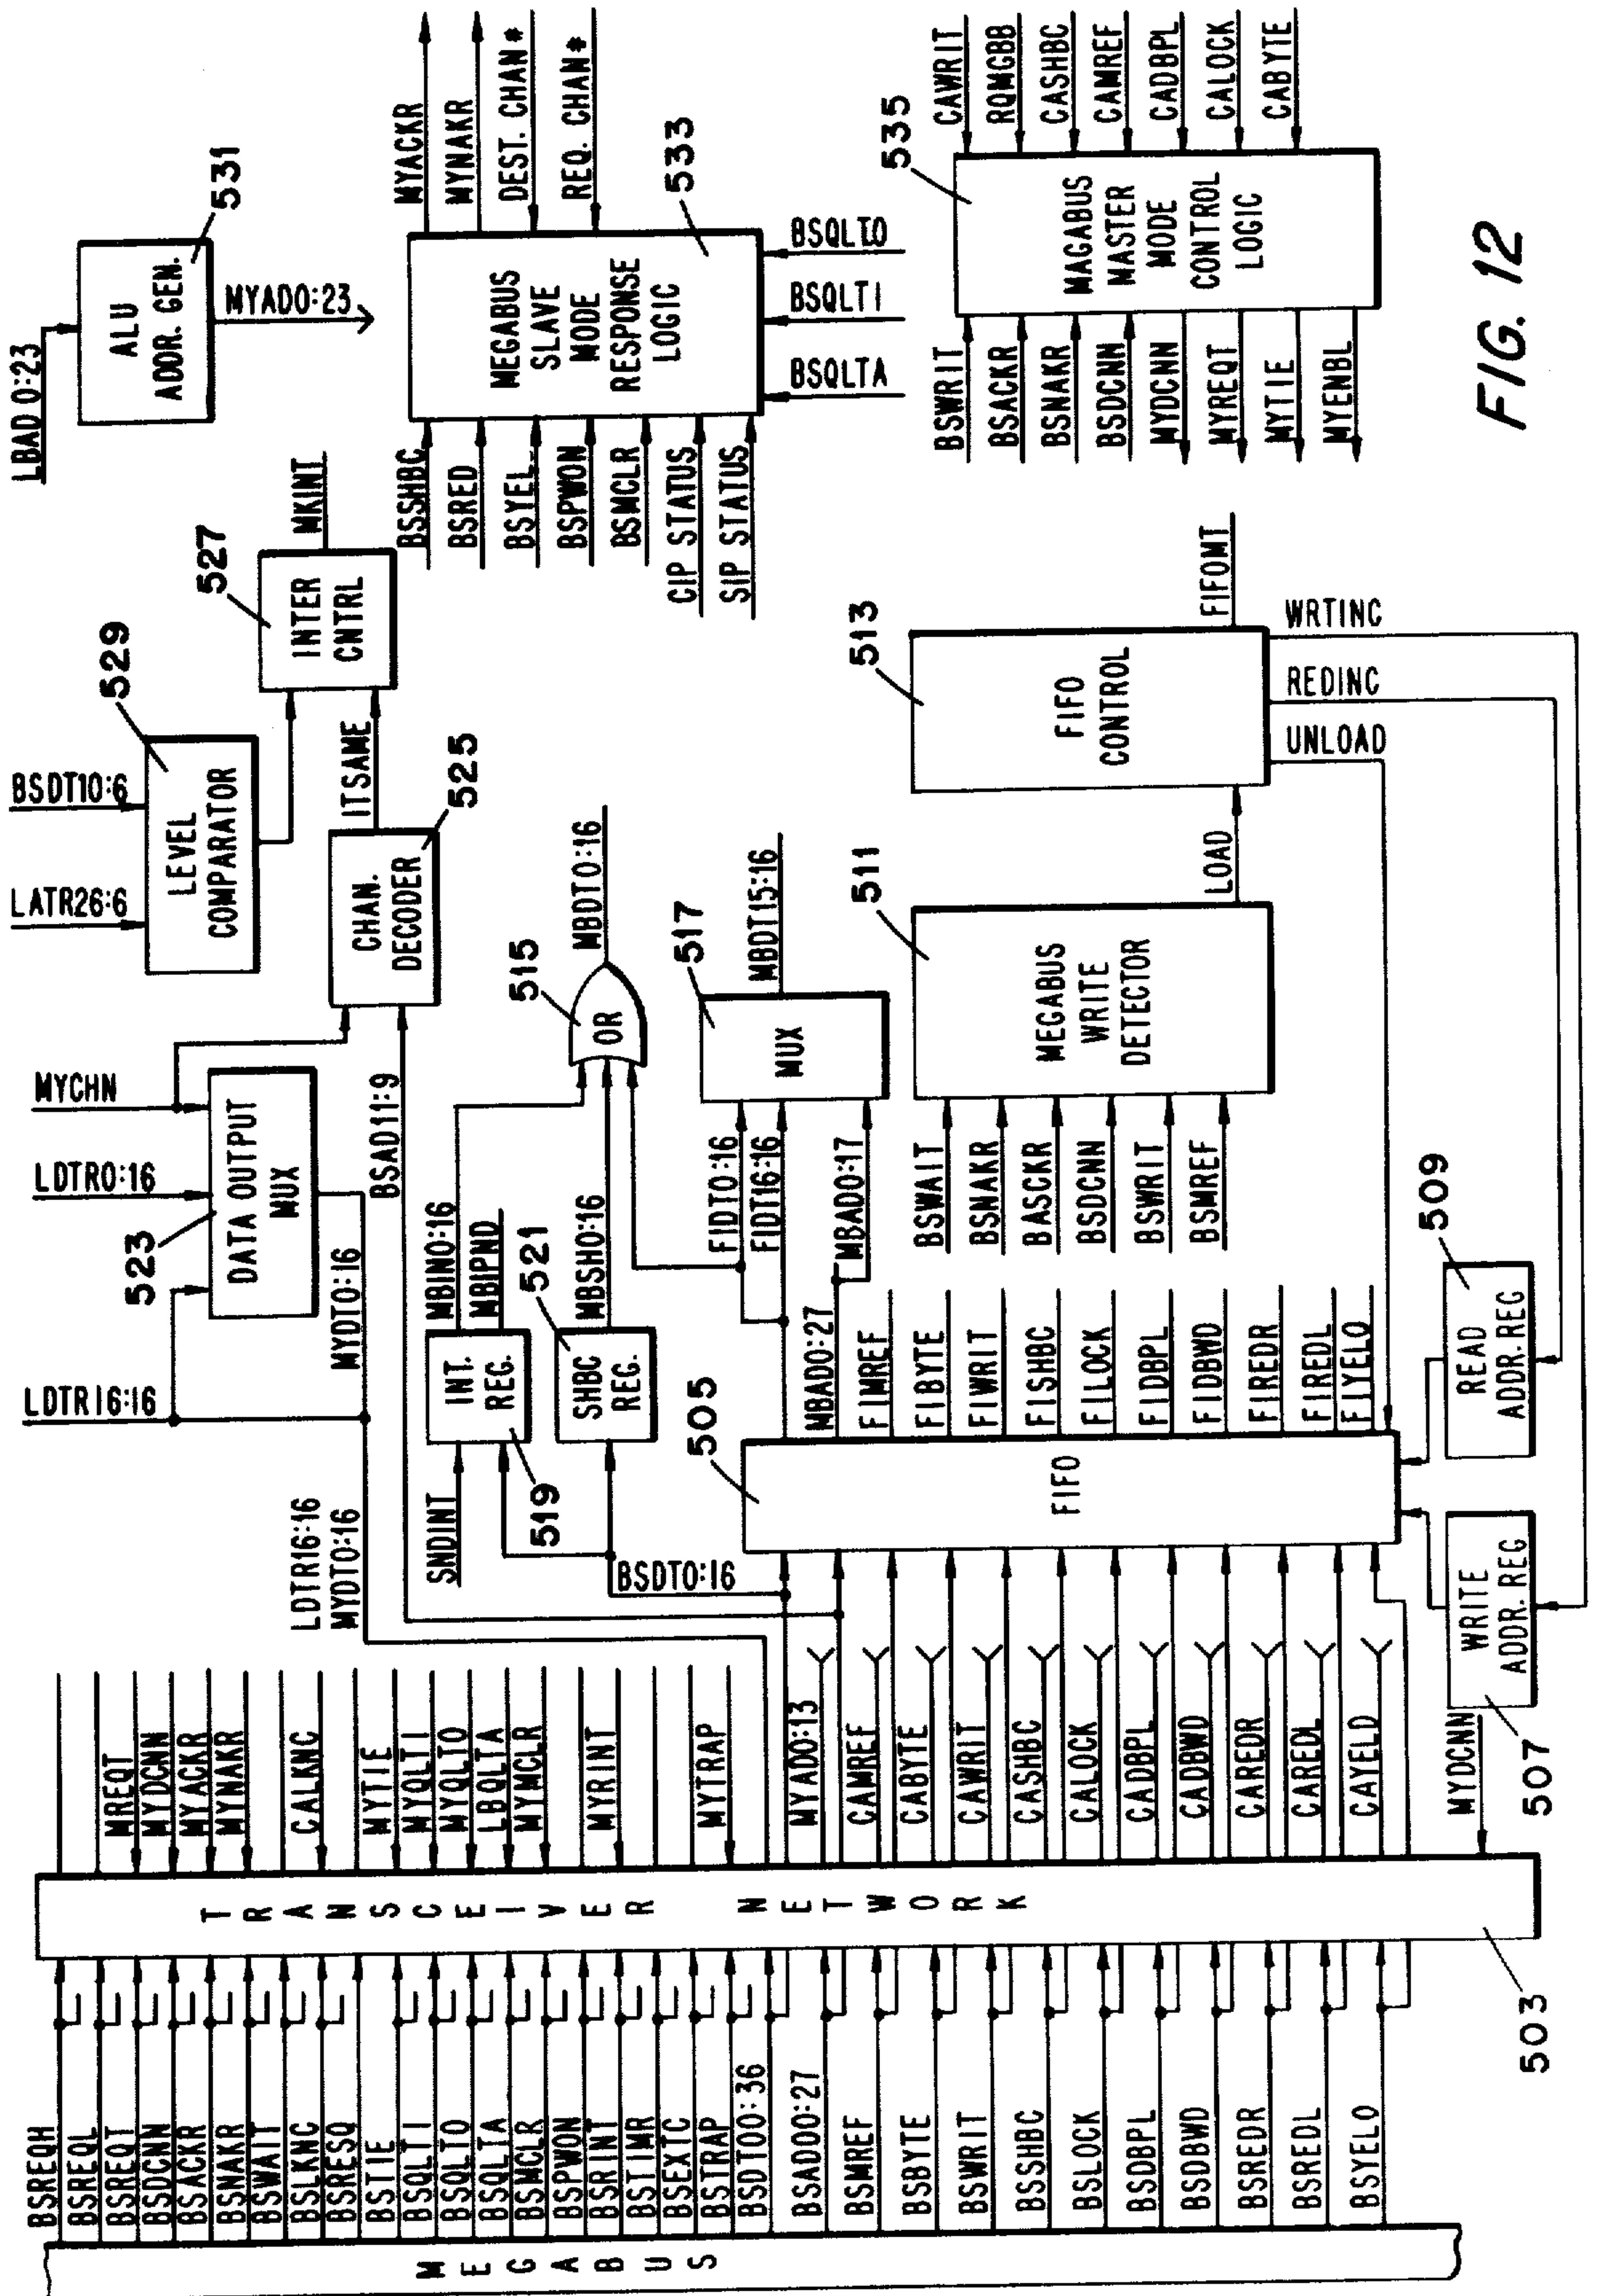 MEGABUS
BSREQH
BSREQL
BSREQT
BSDCNN
BSACKR
BSNAKR
BSWAIT
BSLKNC
BSRESQ
BSTIE
BSQLTI
BSQLTO
BSQLTA
BSMCLR
BSPWON
BSRINT
BSTIMR
BSEXTC
BSTRAP
BSDT00:36
BSAD00:27
BSMREF
BSBYTE
BSWRIT
BSSHBC
BSLOCK
BSDBPL
BSDBWD
BSREDR
BSREDL
BSYELO
TRANSCEIVER NETWORK
503
MREQT
MYDCNN
MYACKR
MYNAKR
CALKNC
MYTIE
MYQLTI
MYQLTO
LBQLTA
MYMCLR
MYRINT
MYTRAP
MYAD0:13
CAMREF
CABYTE
CAWRIT
CASHBC
CALOCK
CADBPL
CADBWD
CAREDR
CAREDL
CAYELD
MYDCNN
507
WRITE
ADDR. REG
LDTR16:16
MYDT0:16
SNDINT
BSDT0:16
519
INT.
REG.
SHBC
REG.
521
505
FIFO
509
READ
ADDR. REG
LDTR16:16
LDTR0:16
MYCHN
523
DATA OUTPUT
MUX
MYDT0:16
BSAD11:9
MBIN0:16
MBIPND
MBSH0:16
FIDT0:16
FIDT16:16
MBAD0:17
MBAD0:27
FIMREF
FIBYTE
FIWRIT
FISHBC
FILOCK
FIDBPL
FIDBWD
FIREDR
FIREDL
FIYELO
515
OR
MBDT0:16
517
MUX
MBDT15:16
511
MEGABUS
WRITE
DETECTOR
BSWAIT
BSNAKR
BASCKR
BSDCNN
BSWRIT
BSMREF
LOAD
513
FIFO
CONTROL
FIFOMT
WRTINC
REDINC
UNLOAD
LATR26:6
BSDT10:6
529
LEVEL
COMPARATOR
CHAN.
DECODER
525
ITSAME
527
INTER
CNTRL
MKINT
LBAD0:23
ALU
ADDR. GEN.
531
MYAD0:23
BSSHBC
BSRED
BSYEL
BSPWON
BSMCLR
CIP STATUS
SIP STATUS
MEGABUS
SLAVE
MODE
RESPONSE
LOGIC
533
MYACKR
MYNAKR
DEST. CHAN#
REQ. CHAN#
BSQLTA
BSQLTI
BSQLTO
BSWRIT
BSACKR
BSNAKR
BSDCNN
MYDCNN
MYREQT
MYTIE
MYENBL
MAGABUS
MASTER
MODE
CONTROL
LOGIC
535
CAWRIT
RQMGBB
CASHBC
CAMREF
CADBPL
CALOCK
CABYTE
FIG. 12